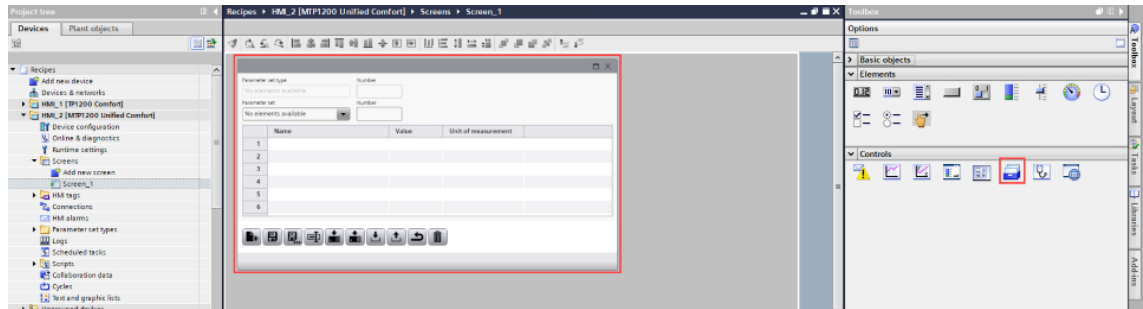 Project tree
Devices
Plant objects
Recipes
Add new device
Devices & networks
HMI_1 [TP1200 Comfort]
HMI_2 [MTP1200 Unified Comfort]
Device configuration
Online & diagnostics
Runtime settings
Screens
Add new screen
Screen_1
HMI tags
Connections
HMI alarms
Parameter set types
Logs
Scheduled tasks
Scripts
Collaboration data
Cycles
Text and graphic lists
Ungrouped devices
Recipes ▸ HMI_2 [MTP1200 Unified Comfort] ▸ Screens ▸ Screen_1
Parameter set type
Number
No elements available
Parameter set
Number
No elements available
Name
Value
Unit of measurement
1
2
3
4
5
6
Toolbox
Options
Basic objects
Elements
Controls
Toolbox
Layout
Tasks
Libraries
Add-ins